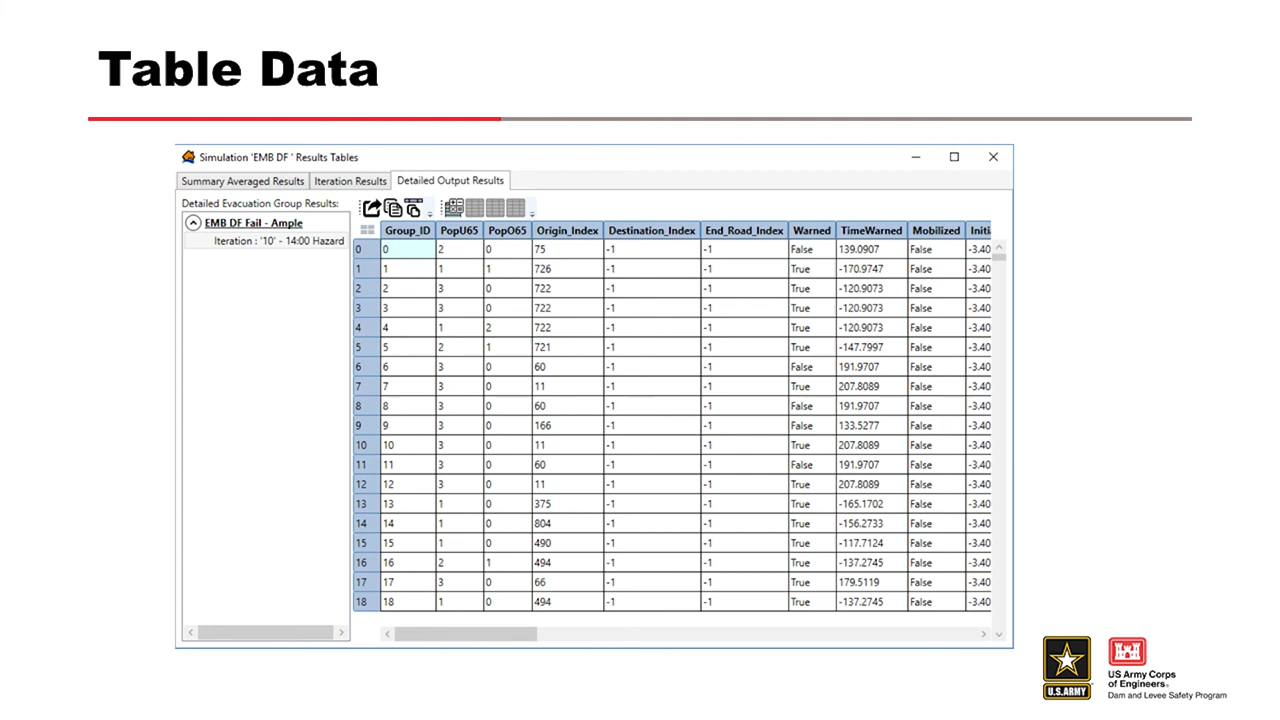 Table Data
Simulation 'EMB DF ' Results Tables
Summary Averaged Results Iteration Results Detailed Output Results
Detailed Evacuation Group Results:
EMB DF Fail - Ample
Iteration : '10' - 14:00 Hazard
Group_ID PopU65 PopO65 Origin_Index Destination_Index End_Road_Index Warned TimeWarned Mobilized Initi
0 0 2 0 75 -1 -1 False 139.0907 False -3.40
1 1 1 1 726 -1 -1 True -170.9747 False -3.40
2 2 3 0 722 -1 -1 True -120.9073 False -3.40
3 3 3 0 722 -1 -1 True -120.9073 False -3.40
4 4 1 2 722 -1 -1 True -120.9073 False -3.40
5 5 2 1 721 -1 -1 True -147.7997 False -3.40
6 6 3 0 60 -1 -1 False 191.9707 False -3.40
7 7 3 0 11 -1 -1 True 207.8089 False -3.40
8 8 3 0 60 -1 -1 False 191.9707 False -3.40
9 9 3 0 166 -1 -1 False 133.5277 False -3.40
10 10 3 0 11 -1 -1 True 207.8089 False -3.40
11 11 3 0 60 -1 -1 False 191.9707 False -3.40
12 12 3 0 11 -1 -1 True 207.8089 False -3.40
13 13 1 0 375 -1 -1 True -165.1702 False -3.40
14 14 1 0 804 -1 -1 True -156.2733 False -3.40
15 15 1 0 490 -1 -1 True -117.7124 False -3.40
16 16 2 1 494 -1 -1 True -137.2745 False -3.40
17 17 3 0 66 -1 -1 True 179.5119 False -3.40
18 18 1 0 494 -1 -1 True -137.2745 False -3.40
U.S.ARMY
US Army Corps
of Engineers®
Dam and Levee Safety Program